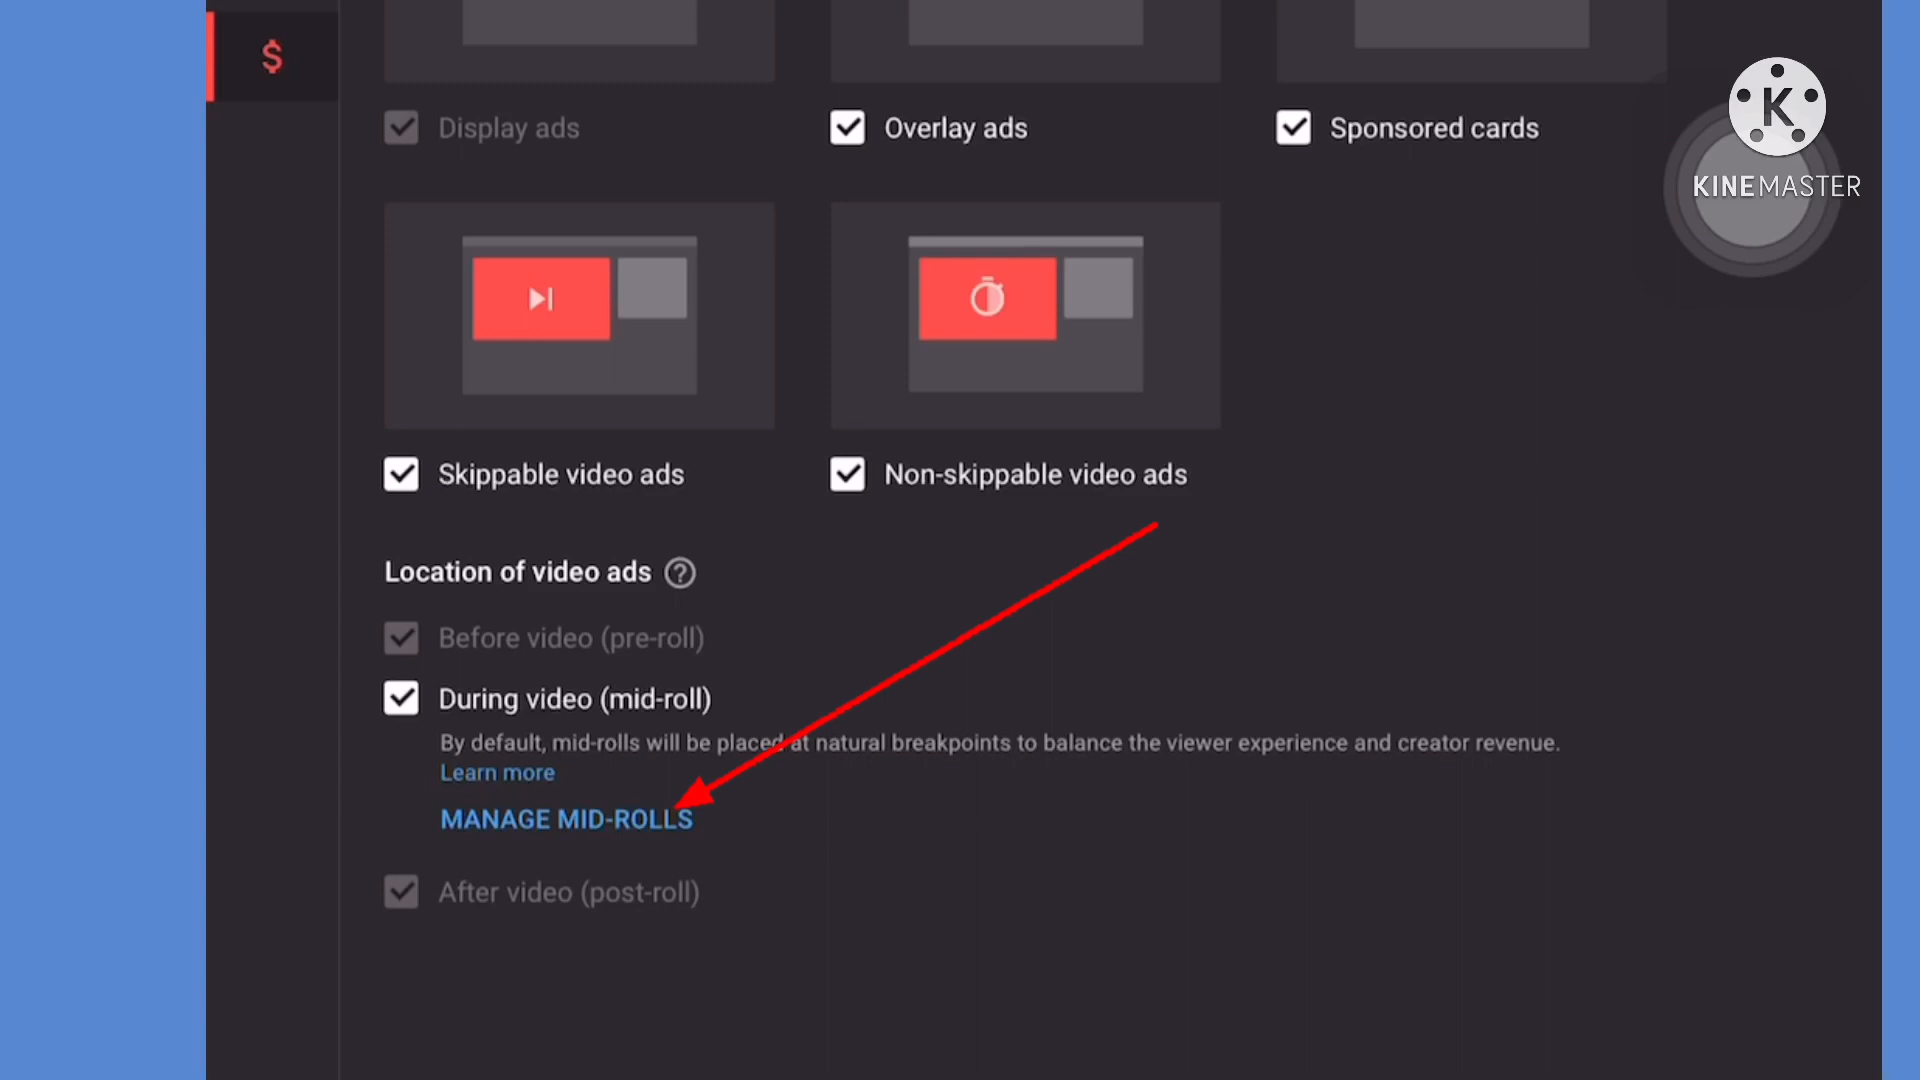 $
Display ads
Overlay ads
Sponsored cards
K
KINEMASTER
Skippable video ads
Non-skippable video ads
Location of video ads ?
Before video (pre-roll)
During video (mid-roll)
By default, mid-rolls will be placed at natural breakpoints to balance the viewer experience and creator revenue.
Learn more
MANAGE MID-ROLLS
After video (post-roll)